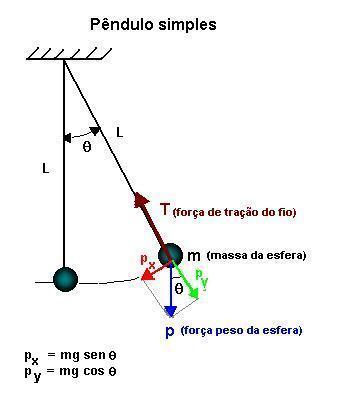 Pêndulo simples
θ
L
L
T (força de tração do fio)
m (massa da esfera)
px
py
θ
p (força peso da esfera)
px = mg sen θ
py = mg cos θ